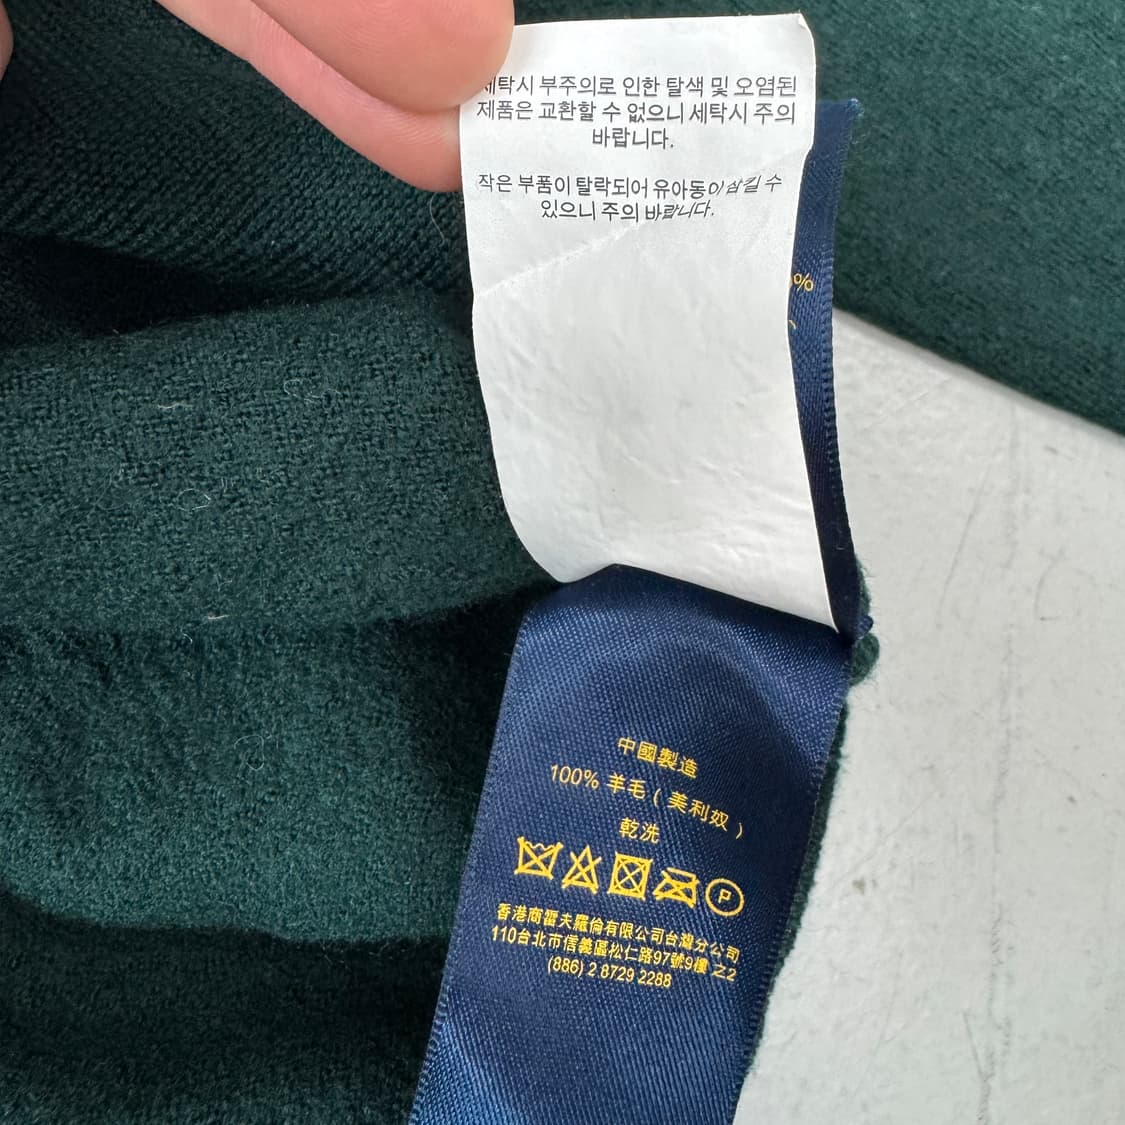 세탁시 부주의로 인한 탈색 및 오염된
제품은 교환할 수 없으니 세탁시 주의
바랍니다.
작은 부품이 탈락되어 유아동이 삼킬 수
있으니 주의 바랍니다.
%
中國製造
100% 羊毛 ( 美利奴 )
乾洗
P
香港商雷夫羅倫有限公司台灣分公司
110台北市信義區松仁路97號9樓 之2
(886) 2 8729 2288